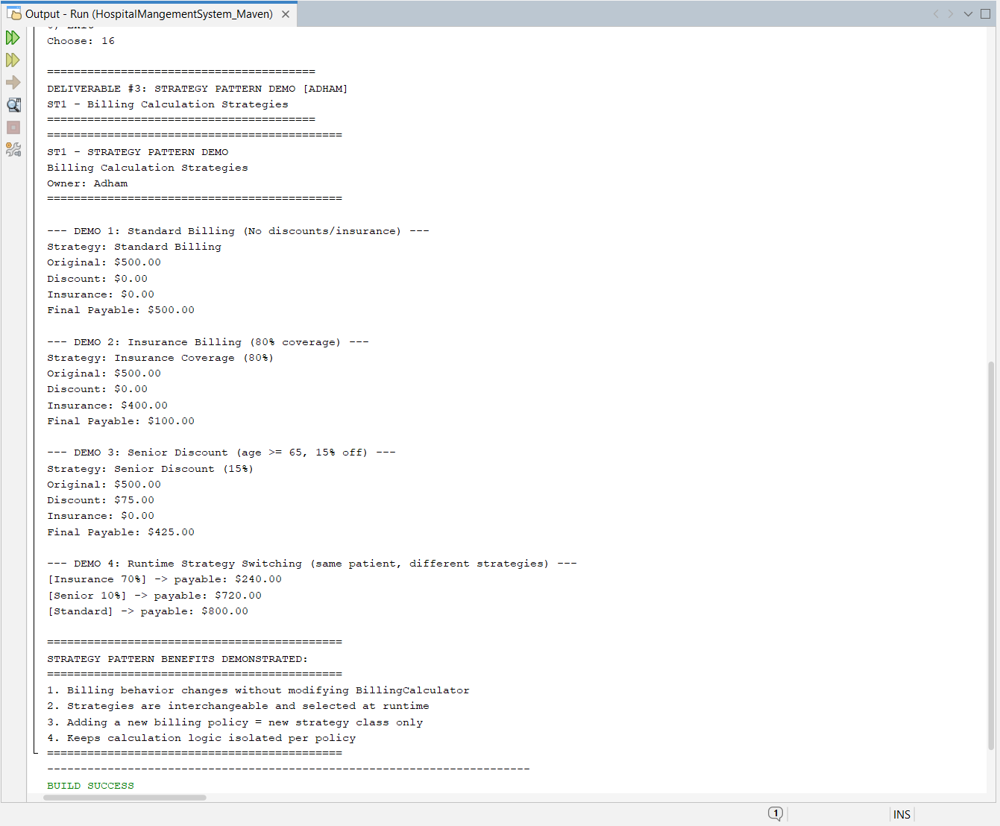 Output - Run (HospitalMangementSystem_Maven)
0) Exit
Choose: 16
========================================
DELIVERABLE #3: STRATEGY PATTERN DEMO [ADHAM]
ST1 - Billing Calculation Strategies
========================================
============================================
ST1 - STRATEGY PATTERN DEMO
Billing Calculation Strategies
Owner: Adham
============================================
--- DEMO 1: Standard Billing (No discounts/insurance) ---
Strategy: Standard Billing
Original: $500.00
Discount: $0.00
Insurance: $0.00
Final Payable: $500.00
--- DEMO 2: Insurance Billing (80% coverage) ---
Strategy: Insurance Coverage (80%)
Original: $500.00
Discount: $0.00
Insurance: $400.00
Final Payable: $100.00
--- DEMO 3: Senior Discount (age >= 65, 15% off) ---
Strategy: Senior Discount (15%)
Original: $500.00
Discount: $75.00
Insurance: $0.00
Final Payable: $425.00
--- DEMO 4: Runtime Strategy Switching (same patient, different strategies) ---
[Insurance 70%] -> payable: $240.00
[Senior 10%] -> payable: $720.00
[Standard] -> payable: $800.00
============================================
STRATEGY PATTERN BENEFITS DEMONSTRATED:
============================================
1. Billing behavior changes without modifying BillingCalculator
2. Strategies are interchangeable and selected at runtime
3. Adding a new billing policy = new strategy class only
4. Keeps calculation logic isolated per policy
============================================
------------------------------------------------------------------------
BUILD SUCCESS
1
INS